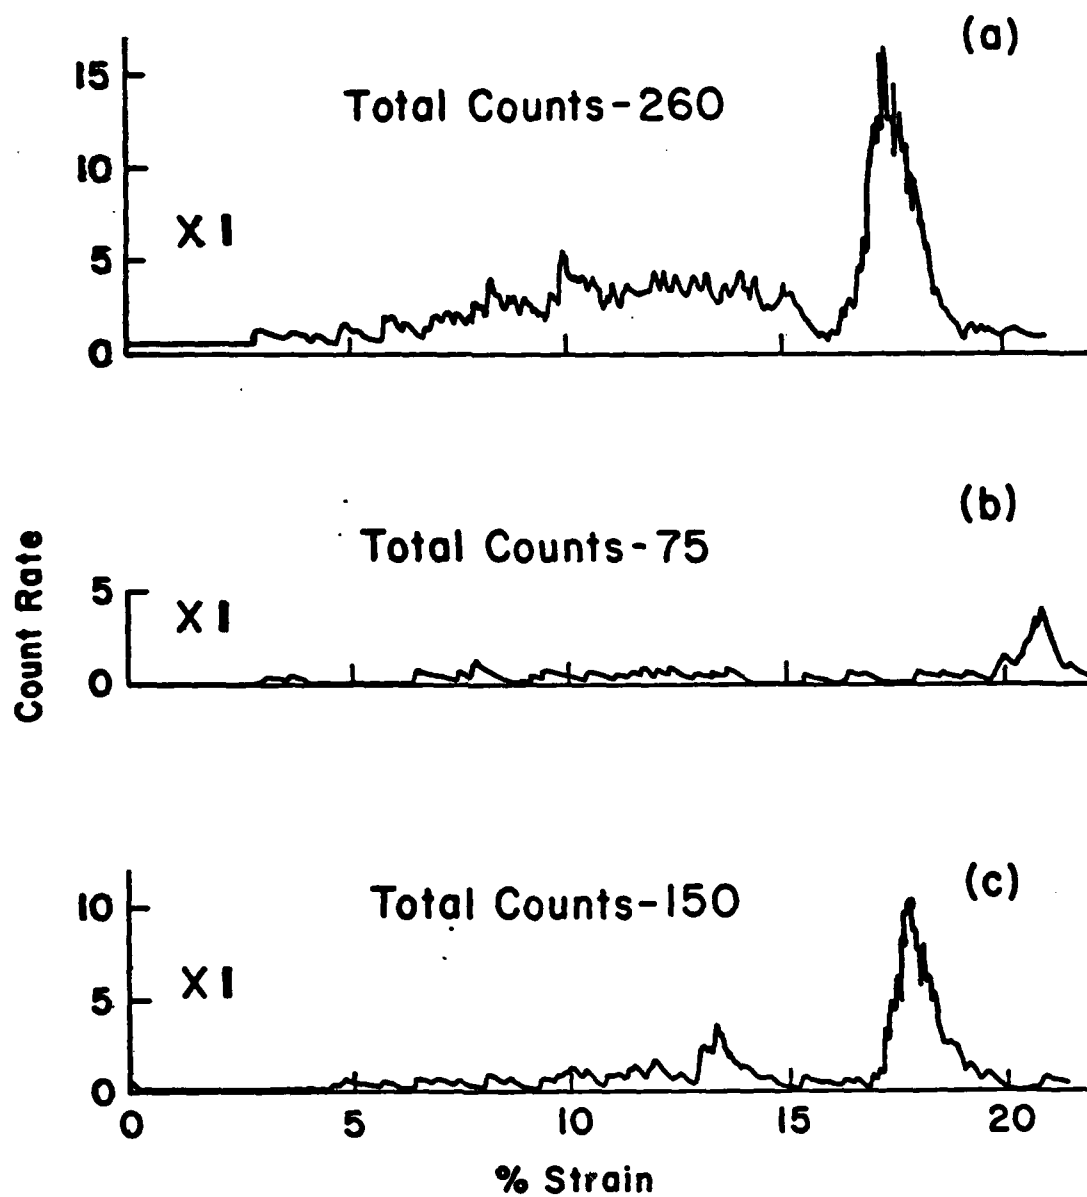 (a)
15
Total Counts-260
10
X1
5
0
(b)
Total Counts-75
5
X1
0
Count Rate
(c)
10
Total Counts-150
X1
5
0
0 5 10 15 20
% Strain